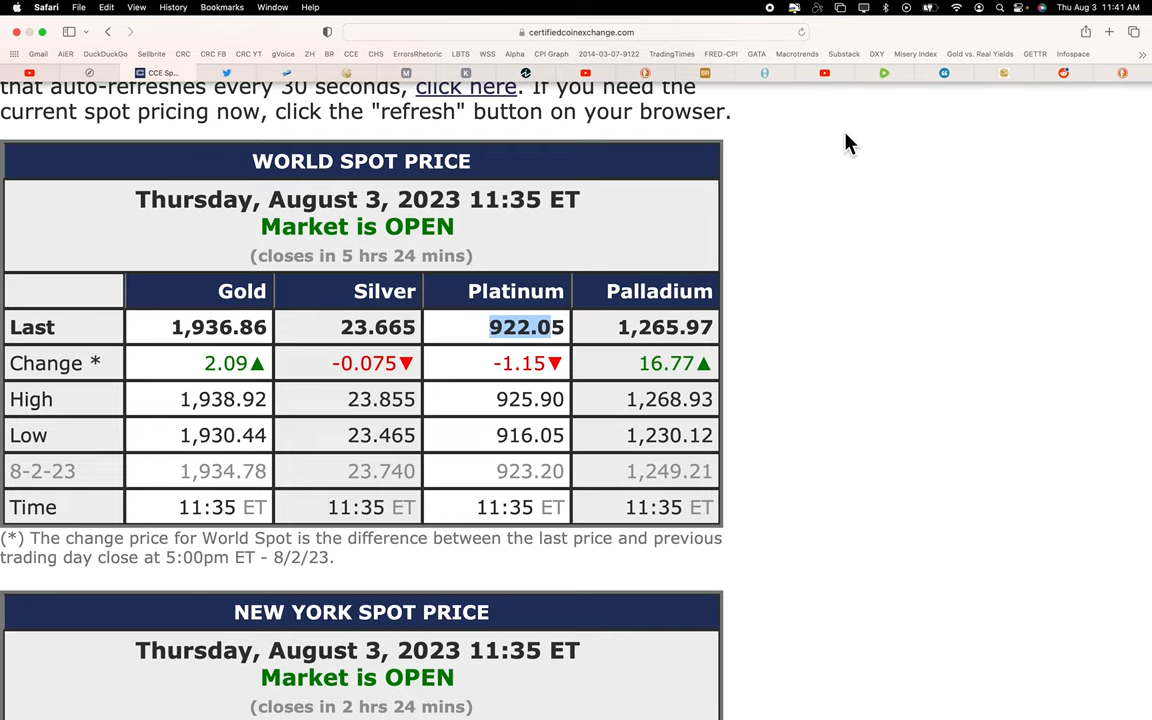 Safari File Edit View History Bookmarks Window Help Thu Aug 3 11:41 AM
certifiedcoinexchange.com
Gmail AIER DuckDuckGo Sellbrite CRC CRC FB CRC YT gVoice ZH BR CCE CHS ErrorsRhetoric LBTS WSS Alpha CPI Graph 2014-03-07-9122 TradingTimes FRED-CPI GATA Macrotrends Substack DXY Misery Index Gold vs. Real Yields GETTR Infospace
CCE Sp...
that auto-refreshes every 30 seconds, click here. If you need the
current spot pricing now, click the "refresh" button on your browser.
WORLD SPOT PRICE
Thursday, August 3, 2023 11:35 ET
Market is OPEN
(closes in 5 hrs 24 mins)
Gold Silver Platinum Palladium
Last 1,936.86 23.665 922.05 1,265.97
Change * 2.09▲ -0.075▼ -1.15▼ 16.77▲
High 1,938.92 23.855 925.90 1,268.93
Low 1,930.44 23.465 916.05 1,230.12
8-2-23 1,934.78 23.740 923.20 1,249.21
Time 11:35 ET 11:35 ET 11:35 ET 11:35 ET
(*) The change price for World Spot is the difference between the last price and previous
trading day close at 5:00pm ET - 8/2/23.
NEW YORK SPOT PRICE
Thursday, August 3, 2023 11:35 ET
Market is OPEN
(closes in 2 hrs 24 mins)